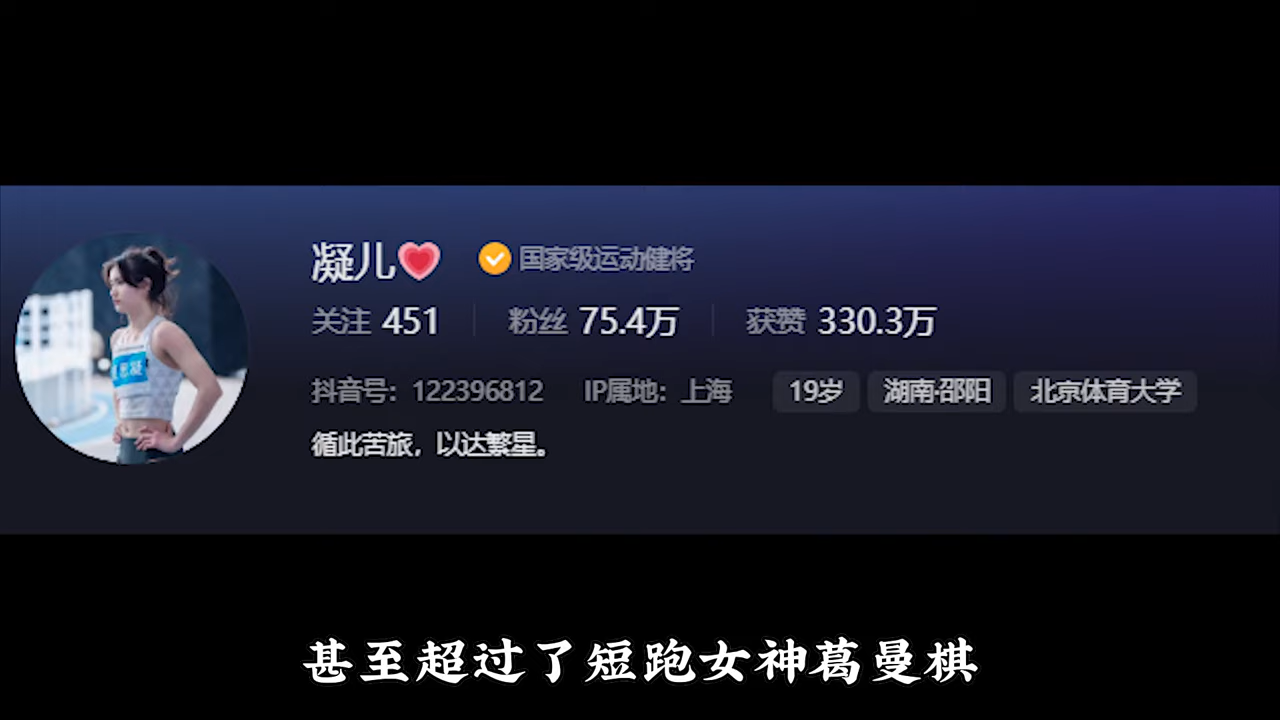 凝儿 国家级运动健将
关注 451 粉丝 75.4万 获赞 330.3万
抖音号：122396812 IP属地：上海 19岁 湖南·邵阳 北京体育大学
循此苦旅，以达繁星。
甚至超过了短跑女神葛曼棋